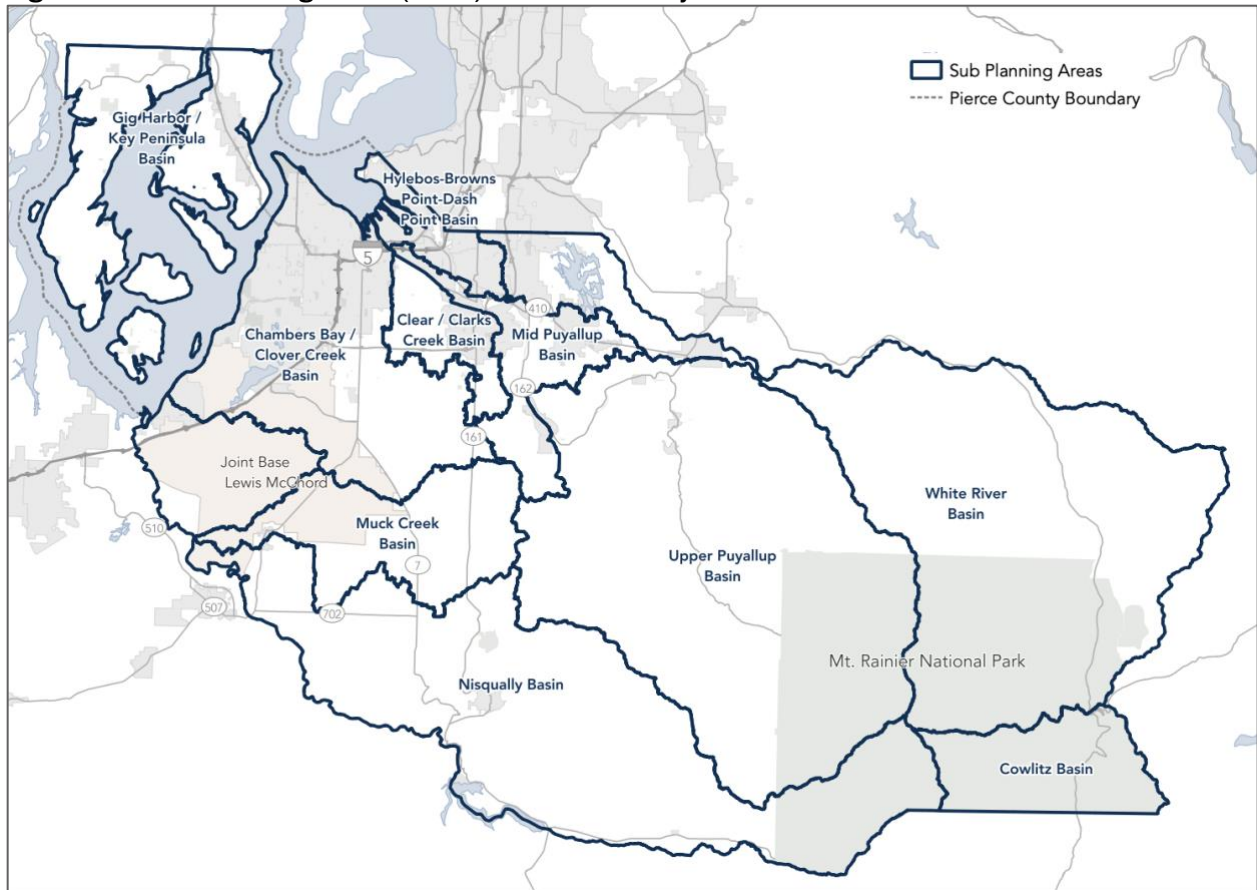 Sub Planning Areas
Pierce County Boundary
Gig Harbor /
Key Peninsula
Basin
Hylebos-Browns
Point-Dash
Point Basin
5
410
Chambers Bay /
Clover Creek
Basin
Clear / Clarks
Creek Basin
Mid Puyallup
Basin
162
161
Joint Base
Lewis McChord
White River
Basin
510
Muck Creek
Basin
7
Upper Puyallup
Basin
507
702
Mt. Rainier National Park
Nisqually Basin
Cowlitz Basin